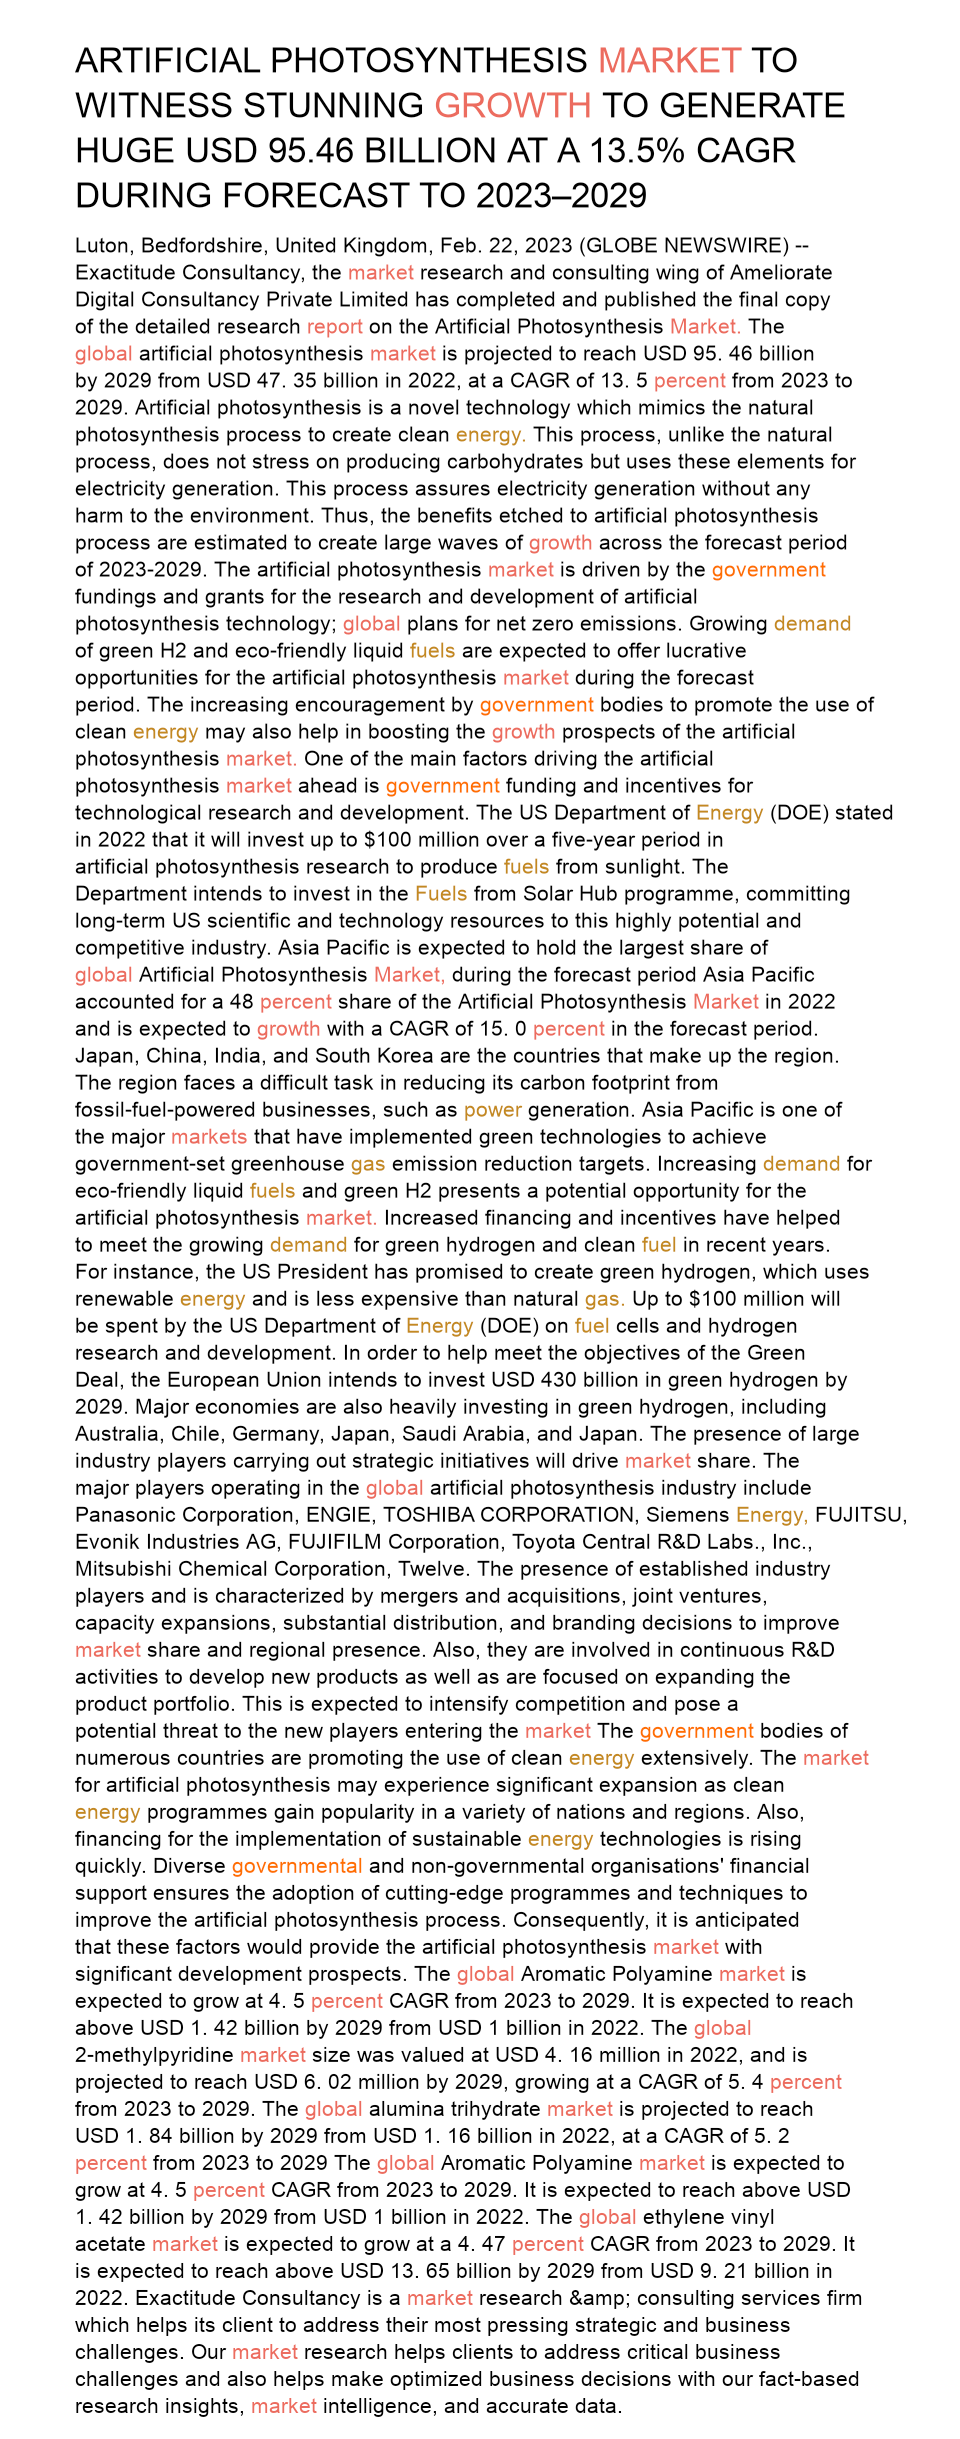 ARTIFICIAL PHOTOSYNTHESIS MARKET TO
WITNESS STUNNING GROWTH TO GENERATE
HUGE USD 95.46 BILLION AT A 13.5% CAGR
DURING FORECAST TO 2023–2029
Luton, Bedfordshire, United Kingdom, Feb. 22, 2023 (GLOBE NEWSWIRE) --
Exactitude Consultancy, the market research and consulting wing of Ameliorate
Digital Consultancy Private Limited has completed and published the final copy
of the detailed research report on the Artificial Photosynthesis Market. The
global artificial photosynthesis market is projected to reach USD 95. 46 billion
by 2029 from USD 47. 35 billion in 2022, at a CAGR of 13. 5 percent from 2023 to
2029. Artificial photosynthesis is a novel technology which mimics the natural
photosynthesis process to create clean energy. This process, unlike the natural
process, does not stress on producing carbohydrates but uses these elements for
electricity generation. This process assures electricity generation without any
harm to the environment. Thus, the benefits etched to artificial photosynthesis
process are estimated to create large waves of growth across the forecast period
of 2023-2029. The artificial photosynthesis market is driven by the government
fundings and grants for the research and development of artificial
photosynthesis technology; global plans for net zero emissions. Growing demand
of green H2 and eco-friendly liquid fuels are expected to offer lucrative
opportunities for the artificial photosynthesis market during the forecast
period. The increasing encouragement by government bodies to promote the use of
clean energy may also help in boosting the growth prospects of the artificial
photosynthesis market. One of the main factors driving the artificial
photosynthesis market ahead is government funding and incentives for
technological research and development. The US Department of Energy (DOE) stated
in 2022 that it will invest up to $100 million over a five-year period in
artificial photosynthesis research to produce fuels from sunlight. The
Department intends to invest in the Fuels from Solar Hub programme, committing
long-term US scientific and technology resources to this highly potential and
competitive industry. Asia Pacific is expected to hold the largest share of
global Artificial Photosynthesis Market, during the forecast period Asia Pacific
accounted for a 48 percent share of the Artificial Photosynthesis Market in 2022
and is expected to growth with a CAGR of 15. 0 percent in the forecast period.
Japan, China, India, and South Korea are the countries that make up the region.
The region faces a difficult task in reducing its carbon footprint from
fossil-fuel-powered businesses, such as power generation. Asia Pacific is one of
the major markets that have implemented green technologies to achieve
government-set greenhouse gas emission reduction targets. Increasing demand for
eco-friendly liquid fuels and green H2 presents a potential opportunity for the
artificial photosynthesis market. Increased financing and incentives have helped
to meet the growing demand for green hydrogen and clean fuel in recent years.
For instance, the US President has promised to create green hydrogen, which uses
renewable energy and is less expensive than natural gas. Up to $100 million will
be spent by the US Department of Energy (DOE) on fuel cells and hydrogen
research and development. In order to help meet the objectives of the Green
Deal, the European Union intends to invest USD 430 billion in green hydrogen by
2029. Major economies are also heavily investing in green hydrogen, including
Australia, Chile, Germany, Japan, Saudi Arabia, and Japan. The presence of large
industry players carrying out strategic initiatives will drive market share. The
major players operating in the global artificial photosynthesis industry include
Panasonic Corporation, ENGIE, TOSHIBA CORPORATION, Siemens Energy, FUJITSU,
Evonik Industries AG, FUJIFILM Corporation, Toyota Central R&D Labs., Inc.,
Mitsubishi Chemical Corporation, Twelve. The presence of established industry
players and is characterized by mergers and acquisitions, joint ventures,
capacity expansions, substantial distribution, and branding decisions to improve
market share and regional presence. Also, they are involved in continuous R&D
activities to develop new products as well as are focused on expanding the
product portfolio. This is expected to intensify competition and pose a
potential threat to the new players entering the market The government bodies of
numerous countries are promoting the use of clean energy extensively. The market
for artificial photosynthesis may experience significant expansion as clean
energy programmes gain popularity in a variety of nations and regions. Also,
financing for the implementation of sustainable energy technologies is rising
quickly. Diverse governmental and non-governmental organisations' financial
support ensures the adoption of cutting-edge programmes and techniques to
improve the artificial photosynthesis process. Consequently, it is anticipated
that these factors would provide the artificial photosynthesis market with
significant development prospects. The global Aromatic Polyamine market is
expected to grow at 4. 5 percent CAGR from 2023 to 2029. It is expected to reach
above USD 1. 42 billion by 2029 from USD 1 billion in 2022. The global
2-methylpyridine market size was valued at USD 4. 16 million in 2022, and is
projected to reach USD 6. 02 million by 2029, growing at a CAGR of 5. 4 percent
from 2023 to 2029. The global alumina trihydrate market is projected to reach
USD 1. 84 billion by 2029 from USD 1. 16 billion in 2022, at a CAGR of 5. 2
percent from 2023 to 2029 The global Aromatic Polyamine market is expected to
grow at 4. 5 percent CAGR from 2023 to 2029. It is expected to reach above USD
1. 42 billion by 2029 from USD 1 billion in 2022. The global ethylene vinyl
acetate market is expected to grow at a 4. 47 percent CAGR from 2023 to 2029. It
is expected to reach above USD 13. 65 billion by 2029 from USD 9. 21 billion in
2022. Exactitude Consultancy is a market research &amp; consulting services firm
which helps its client to address their most pressing strategic and business
challenges. Our market research helps clients to address critical business
challenges and also helps make optimized business decisions with our fact-based
research insights, market intelligence, and accurate data.